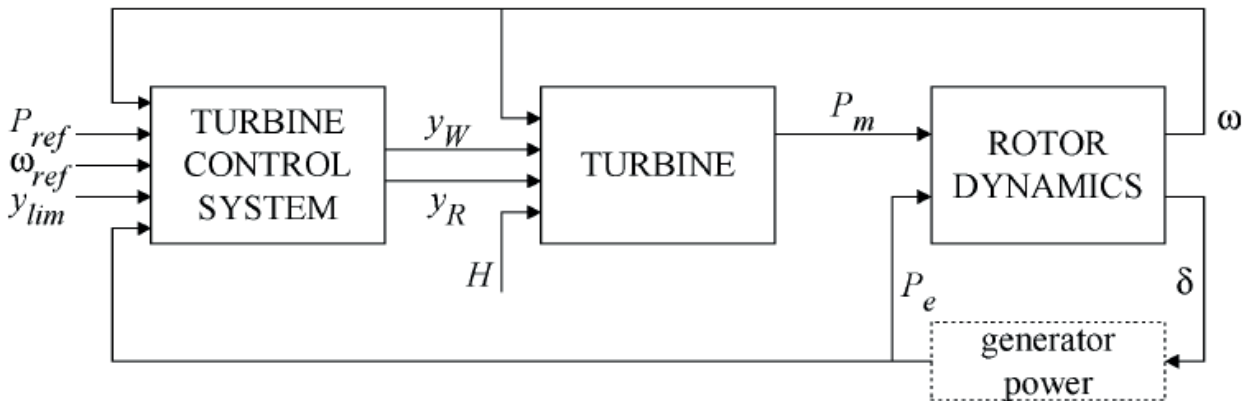 P_ref
ω_ref
y_lim
TURBINE
CONTROL
SYSTEM
y_W
y_R
H
TURBINE
P_m
P_e
ROTOR
DYNAMICS
ω
δ
generator
power